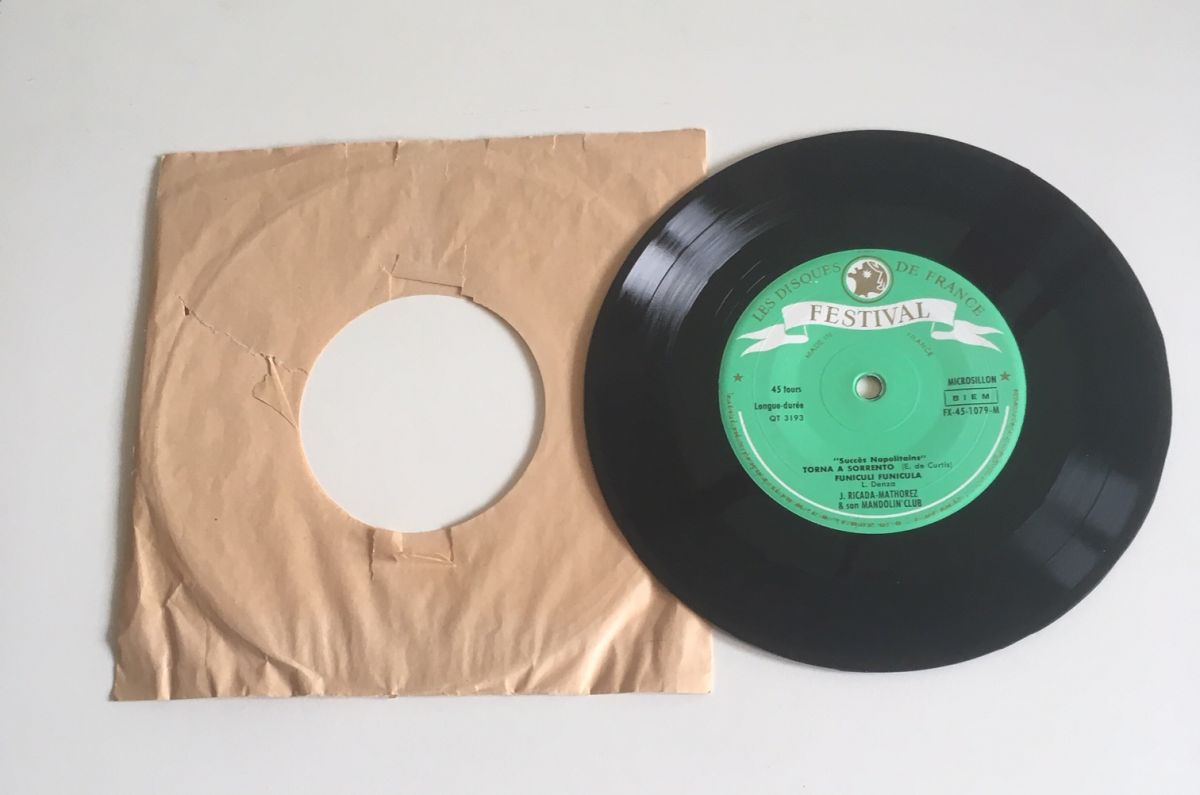 LES DISQUES DE FRANCE
FESTIVAL
MADE IN FRANCE
45 tours
Longue-durée
QT 3193
MICROSILLON
BIEM
FX-45-1079-M
"Succès Napolitains"
TORNA A SORRENTO (E. de Curtis)
FUNICULI FUNICULA
L. Denza
J. RICADA-MATHOREZ
& son MANDOLIN'CLUB